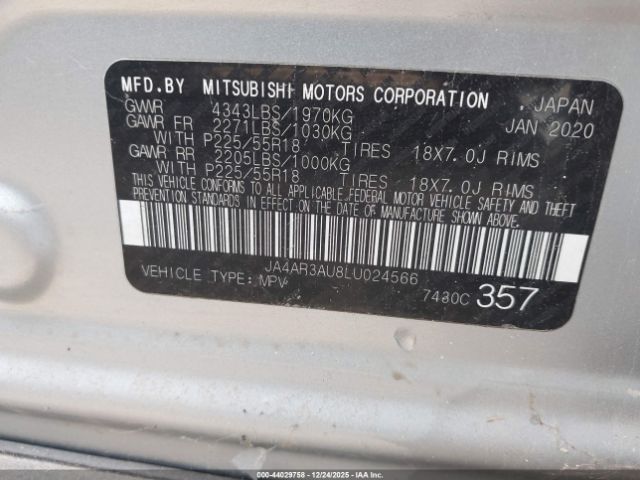 MFD.BY MITSUBISHI MOTORS CORPORATION JAPAN
GVWR 4343LBS/1970KG JAN 2020
GAWR FR 2271LBS/1030KG
WITH P225/55R18 TIRES 18X7.0J RIMS
GAWR RR 2205LBS/1000KG
WITH P225/55R18 TIRES 18X7.0J RIMS
THIS VEHICLE CONFORMS TO ALL APPLICABLE FEDERAL MOTOR VEHICLE SAFETY AND THEFT
PREVENTION STANDARDS IN EFFECT ON THE DATE OF MANUFACTURE SHOWN ABOVE.
JA4AR3AU8LU024566
VEHICLE TYPE: MPV 7430C 357
000-44029758 - 12/24/2025 - COPYRIGHT IAA, LLC